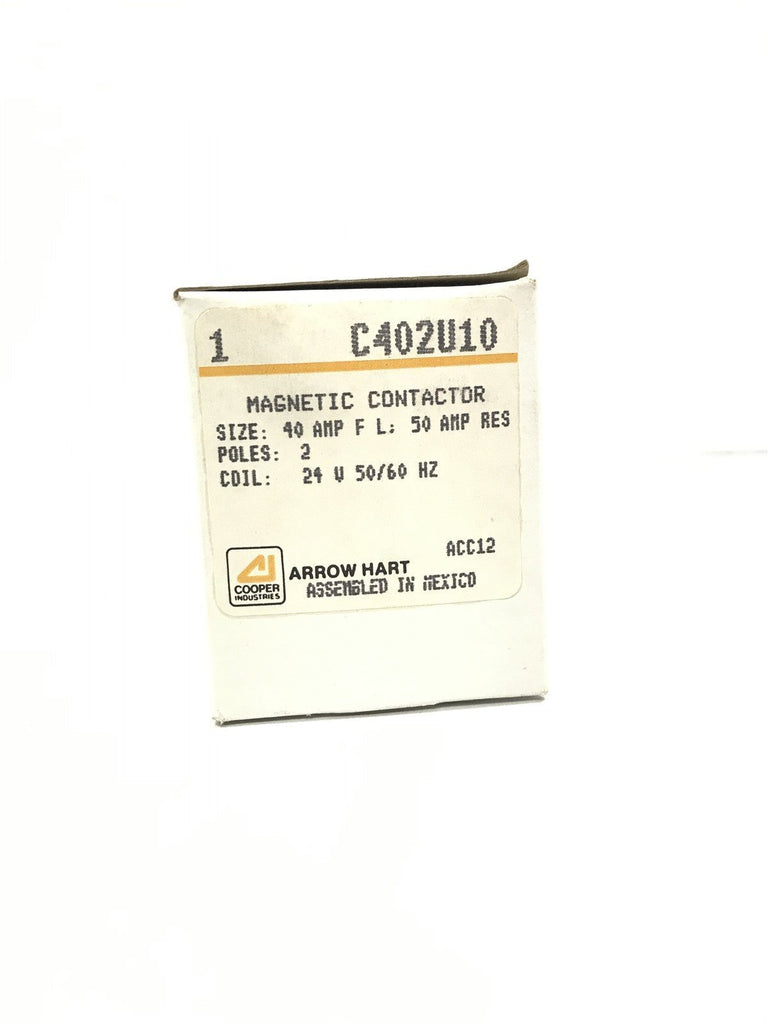 1 C402U10
MAGNETIC CONTACTOR
SIZE: 40 AMP F L; 50 AMP RES
POLES: 2
COIL: 24 V 50/60 HZ
ACC12
COOPER
INDUSTRIES
ARROW HART
ASSEMBLED IN MEXICO